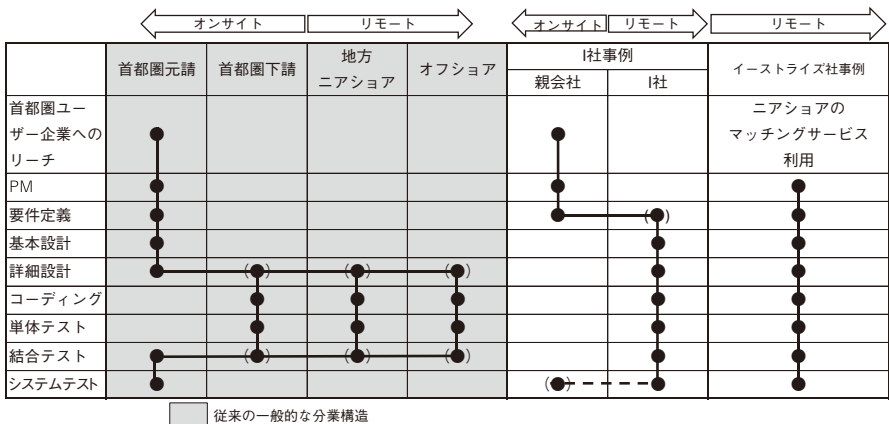 オンサイト リモート オンサイト リモート リモート
首都圏元請 首都圏下請 地方 ニアショア オフショア I社事例 イーストライズ社事例
親会社 I社
首都圏ユー
ザー企業への
リーチ
ニアショアの
マッチングサービス
利用
PM
要件定義
基本設計
詳細設計 ( ) ( ) ( )
コーディング
単体テスト
結合テスト ( ) ( ) ( )
システムテスト ( )
従来の一般的な分業構造